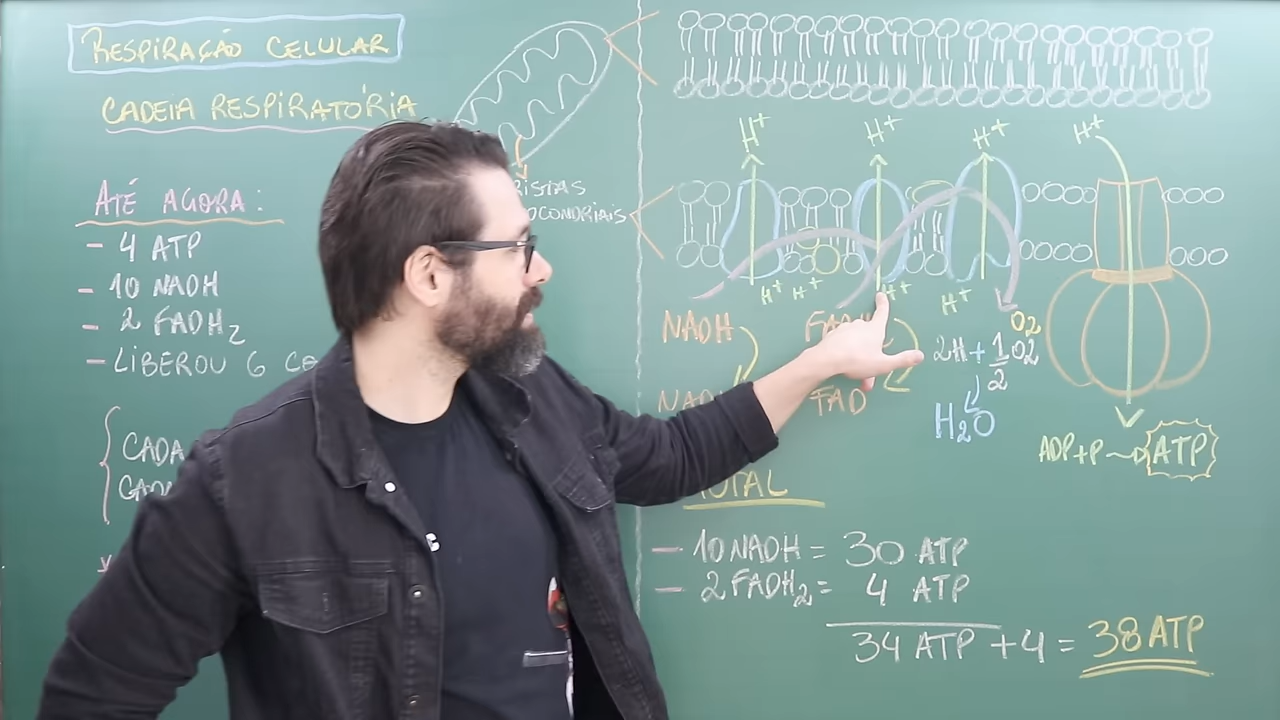 RESPIRAÇÃO CELULAR
CADEIA RESPIRATÓRIA
ATÉ AGORA:
- 4 ATP
- 10 NADH
- 2 FADH2
- LIBEROU 6
CADA
H+ H+ H+ H+
H+ H+ H+ H+
NADH
FAD
O2
2H + 1/2 O2
H2O
ADP+P → ATP
TOTAL
- 10 NADH = 30 ATP
- 2 FADH2 = 4 ATP
34 ATP + 4 = 38 ATP